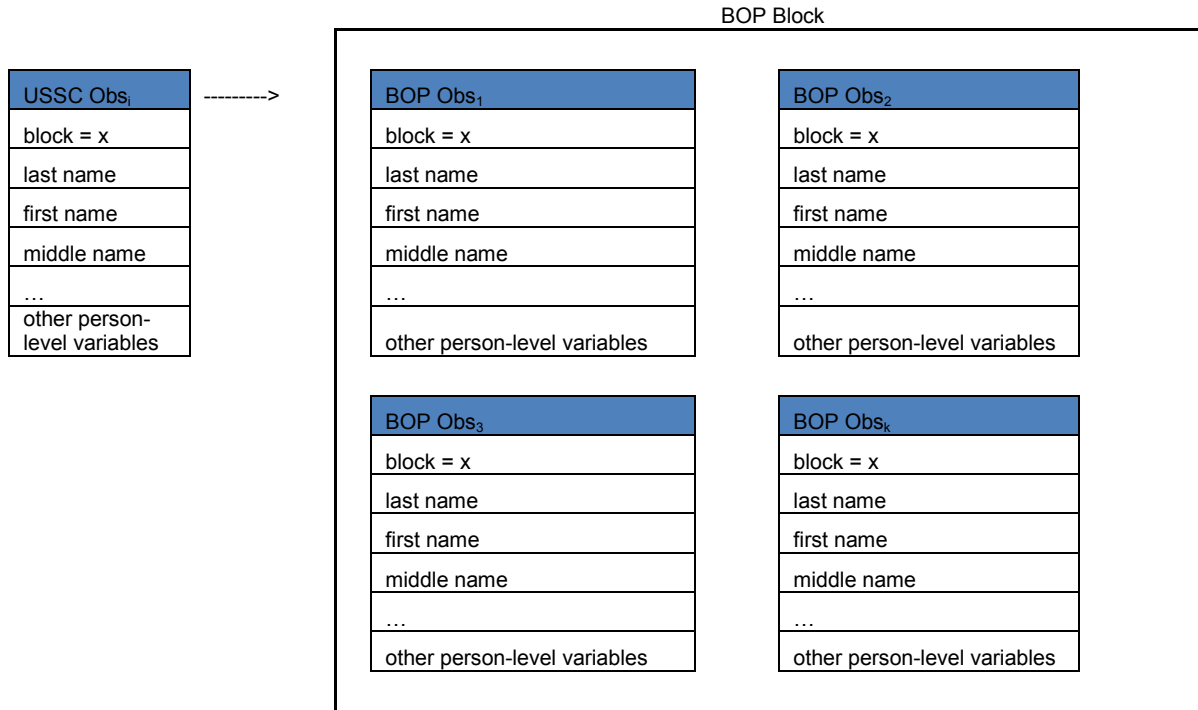 BOP Block
USSC Obsᵢ
--------->
block = x
last name
first name
middle name
…
other person-
level variables
BOP Obs₁
block = x
last name
first name
middle name
…
other person-level variables
BOP Obs₂
block = x
last name
first name
middle name
…
other person-level variables
BOP Obs₃
block = x
last name
first name
middle name
…
other person-level variables
BOP Obsₖ
block = x
last name
first name
middle name
…
other person-level variables